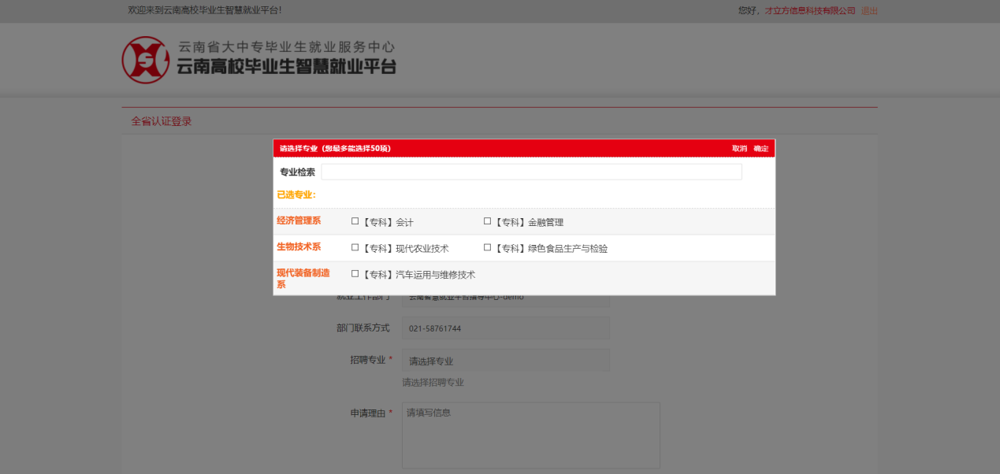 欢迎来到云南高校毕业生智慧就业平台!
您好，才立方信息科技有限公司 退出
云南省大中专毕业生就业服务中心
云南高校毕业生智慧就业平台
全省认证登录
请选择专业（您最多能选择50项） 取消 确定
专业检索
已选专业：
经济管理系 【专科】会计 【专科】金融管理
生物技术系 【专科】现代农业技术 【专科】绿色食品生产与检验
现代装备制造
系
【专科】汽车运用与维修技术
就业工作部门 云南省慧就业平台指导中心-demo
部门联系方式 021-58761744
招聘专业 * 请选择专业
请选择招聘专业
申请理由 * 请填写信息